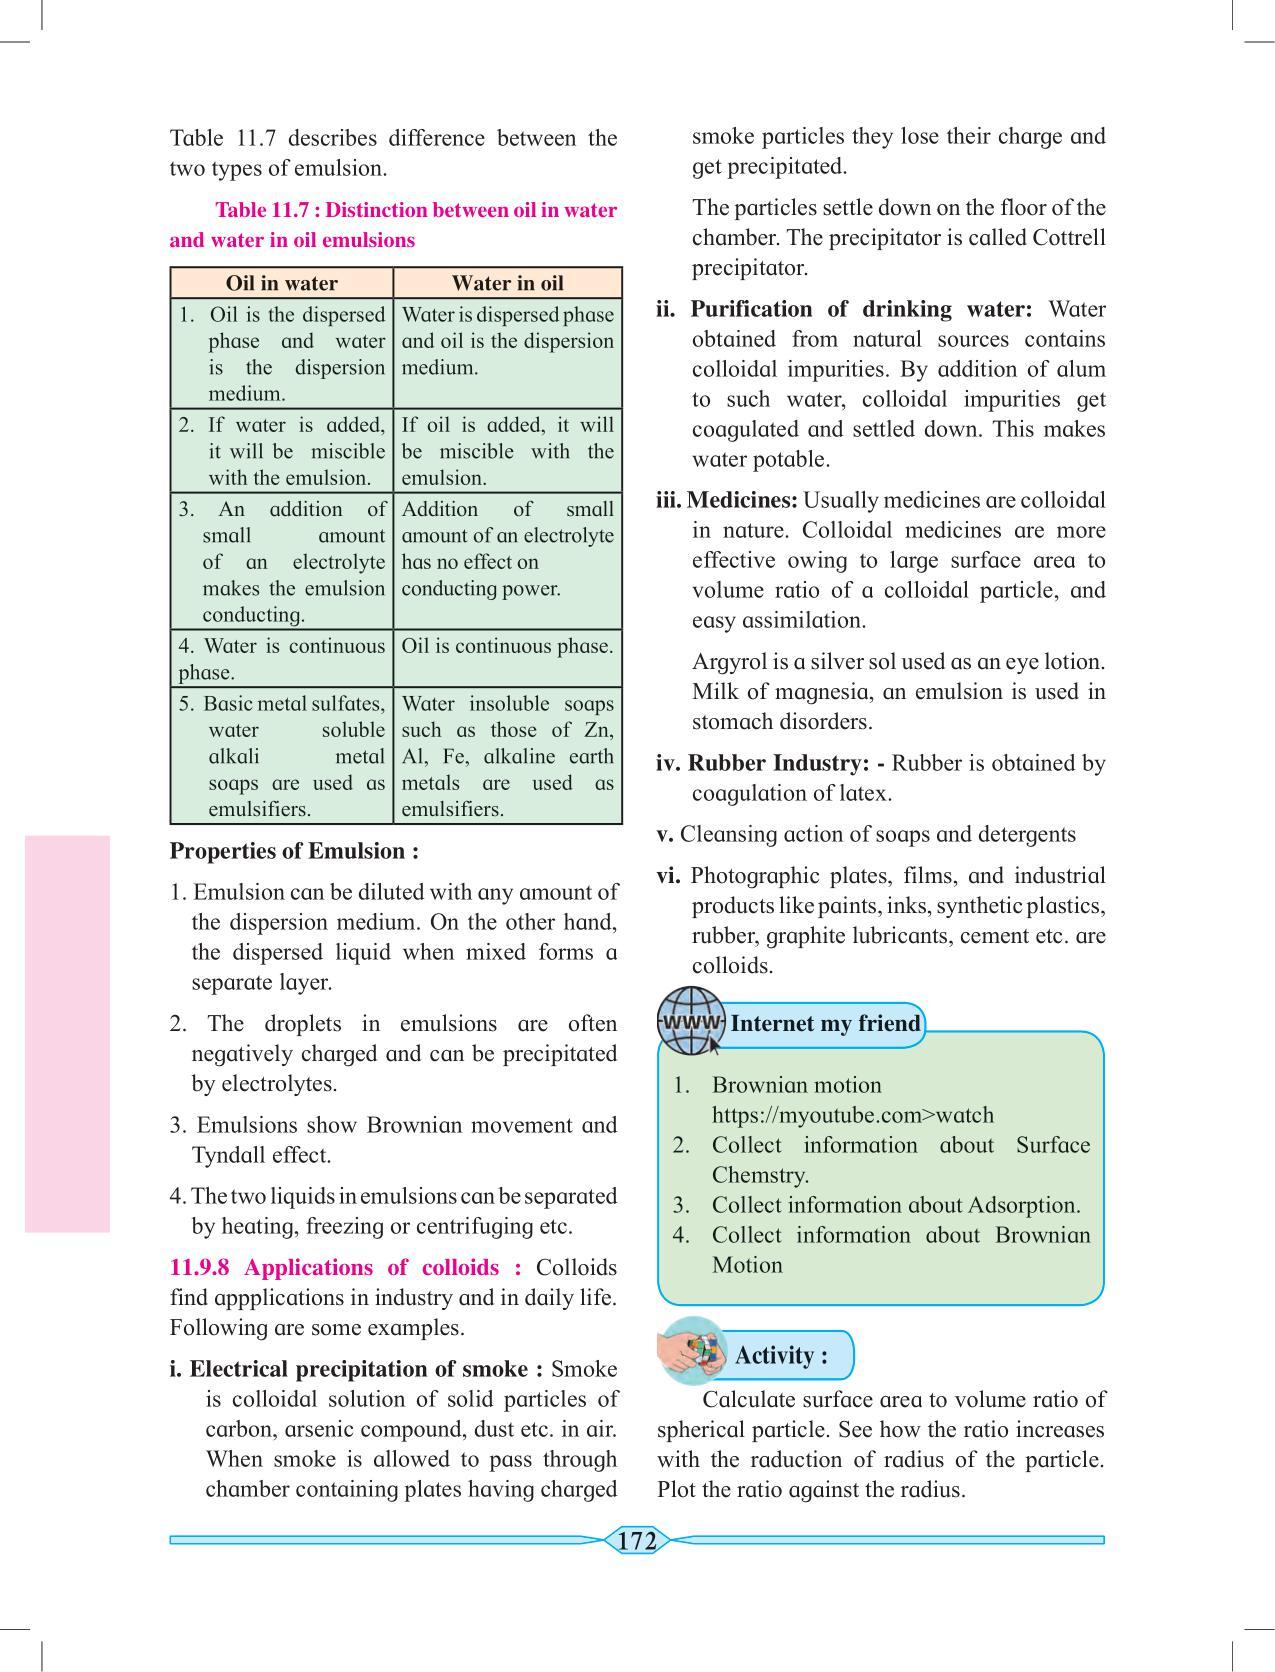 Table 11.7 describes difference between the
two types of emulsion.
Table 11.7 : Distinction between oil in water
and water in oil emulsions
Oil in water
Water in oil
1. Oil is the dispersed
phase and water
is the dispersion
medium.
Water is dispersed phase
and oil is the dispersion
medium.
2. If water is added,
it will be miscible
with the emulsion.
If oil is added, it will
be miscible with the
emulsion.
3. An addition of
small amount
of an electrolyte
makes the emulsion
conducting.
Addition of small
amount of an electrolyte
has no effect on
conducting power.
4. Water is continuous
phase.
Oil is continuous phase.
5. Basic metal sulfates,
water soluble
alkali metal
soaps are used as
emulsifiers.
Water insoluble soaps
such as those of Zn,
Al, Fe, alkaline earth
metals are used as
emulsifiers.
Properties of Emulsion :
1. Emulsion can be diluted with any amount of
the dispersion medium. On the other hand,
the dispersed liquid when mixed forms a
separate layer.
2. The droplets in emulsions are often
negatively charged and can be precipitated
by electrolytes.
3. Emulsions show Brownian movement and
Tyndall effect.
4. The two liquids in emulsions can be separated
by heating, freezing or centrifuging etc.
11.9.8 Applications of colloids : Colloids
find appplications in industry and in daily life.
Following are some examples.
i. Electrical precipitation of smoke : Smoke
is colloidal solution of solid particles of
carbon, arsenic compound, dust etc. in air.
When smoke is allowed to pass through
chamber containing plates having charged
smoke particles they lose their charge and
get precipitated.
The particles settle down on the floor of the
chamber. The precipitator is called Cottrell
precipitator.
ii. Purification of drinking water: Water
obtained from natural sources contains
colloidal impurities. By addition of alum
to such water, colloidal impurities get
coagulated and settled down. This makes
water potable.
iii. Medicines: Usually medicines are colloidal
in nature. Colloidal medicines are more
effective owing to large surface area to
volume ratio of a colloidal particle, and
easy assimilation.
Argyrol is a silver sol used as an eye lotion.
Milk of magnesia, an emulsion is used in
stomach disorders.
iv. Rubber Industry: - Rubber is obtained by
coagulation of latex.
v. Cleansing action of soaps and detergents
vi. Photographic plates, films, and industrial
products like paints, inks, synthetic plastics,
rubber, graphite lubricants, cement etc. are
colloids.
WWW Internet my friend
1. Brownian motion
https://myoutube.com>watch
2. Collect information about Surface
Chemstry.
3. Collect information about Adsorption.
4. Collect information about Brownian
Motion
Activity :
Calculate surface area to volume ratio of
spherical particle. See how the ratio increases
with the raduction of radius of the particle.
Plot the ratio against the radius.
172